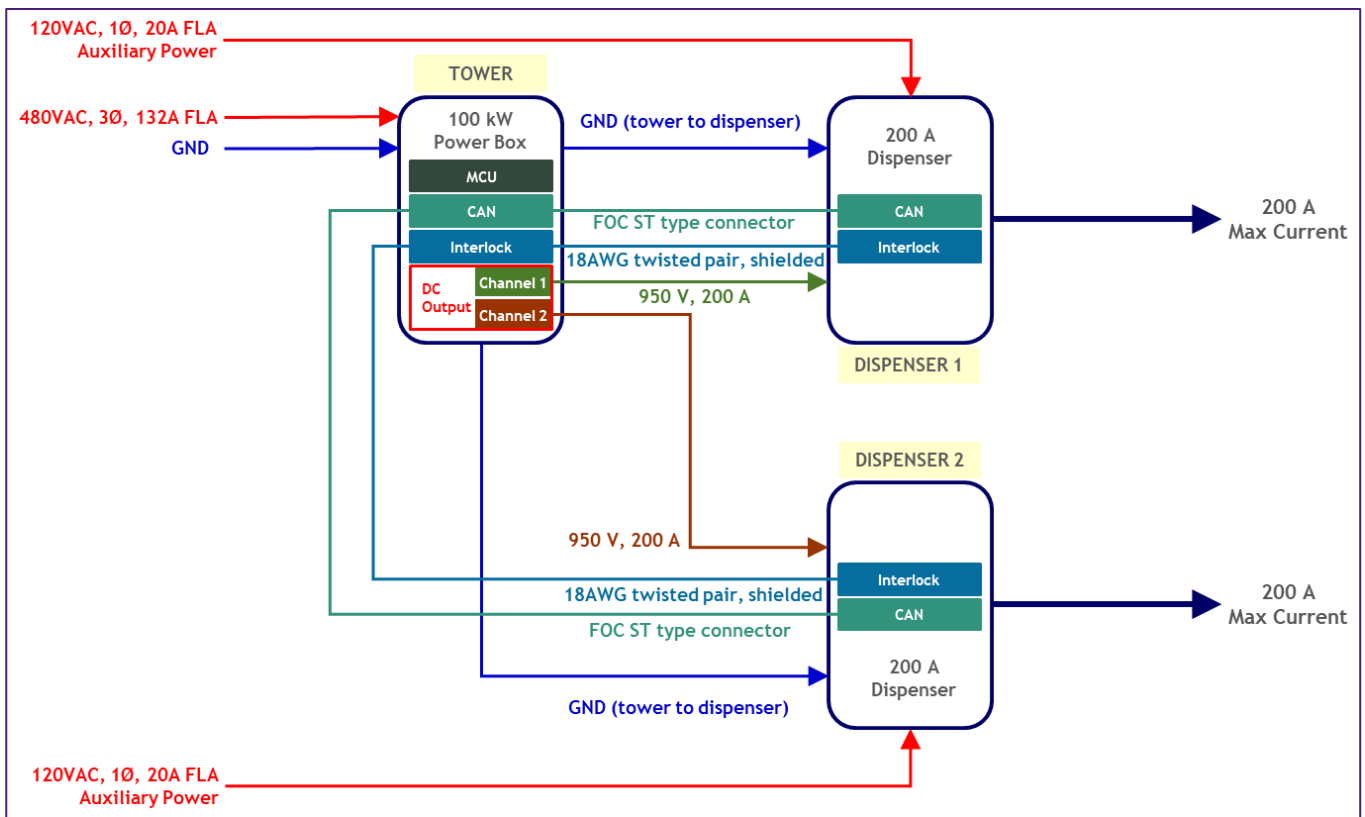 120VAC, 1Ø, 20A FLA
Auxiliary Power
TOWER
480VAC, 3Ø, 132A FLA
GND
100 kW
Power Box
MCU
CAN
Interlock
DC
Output
Channel 1
Channel 2
GND (tower to dispenser)
FOC ST type connector
18AWG twisted pair, shielded
950 V, 200 A
200 A
Dispenser
CAN
Interlock
DISPENSER 1
200 A
Max Current
DISPENSER 2
950 V, 200 A
18AWG twisted pair, shielded
FOC ST type connector
GND (tower to dispenser)
Interlock
CAN
200 A
Dispenser
200 A
Max Current
120VAC, 1Ø, 20A FLA
Auxiliary Power